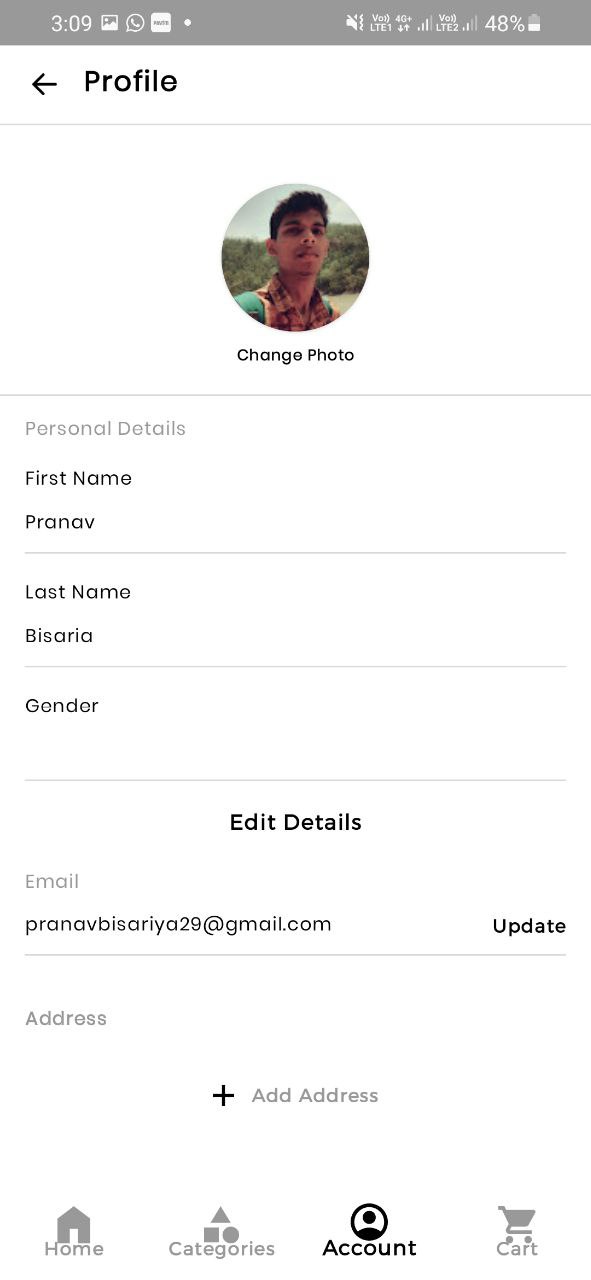 3:09
PAYTM
Vo)) LTE1 4G+ Vo)) LTE2 48%
Profile
Change Photo
Personal Details
First Name
Pranav
Last Name
Bisaria
Gender
Edit Details
Email
pranavbisariya29@gmail.com Update
Address
Add Address
Home Categories Account Cart